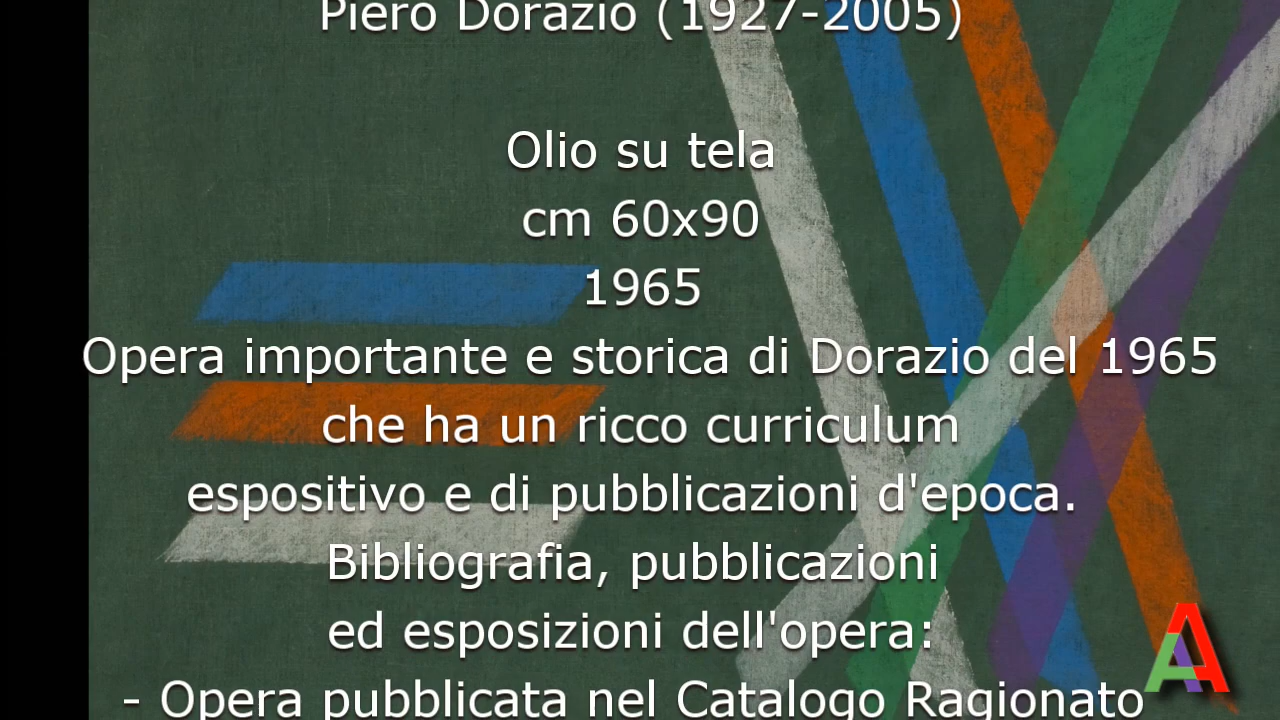 Piero Dorazio (1927-2005)
Olio su tela
cm 60x90
1965
Opera importante e storica di Dorazio del 1965
che ha un ricco curriculum
espositivo e di pubblicazioni d'epoca.
Bibliografia, pubblicazioni
ed esposizioni dell'opera:
- Opera pubblicata nel Catalogo Ragionato